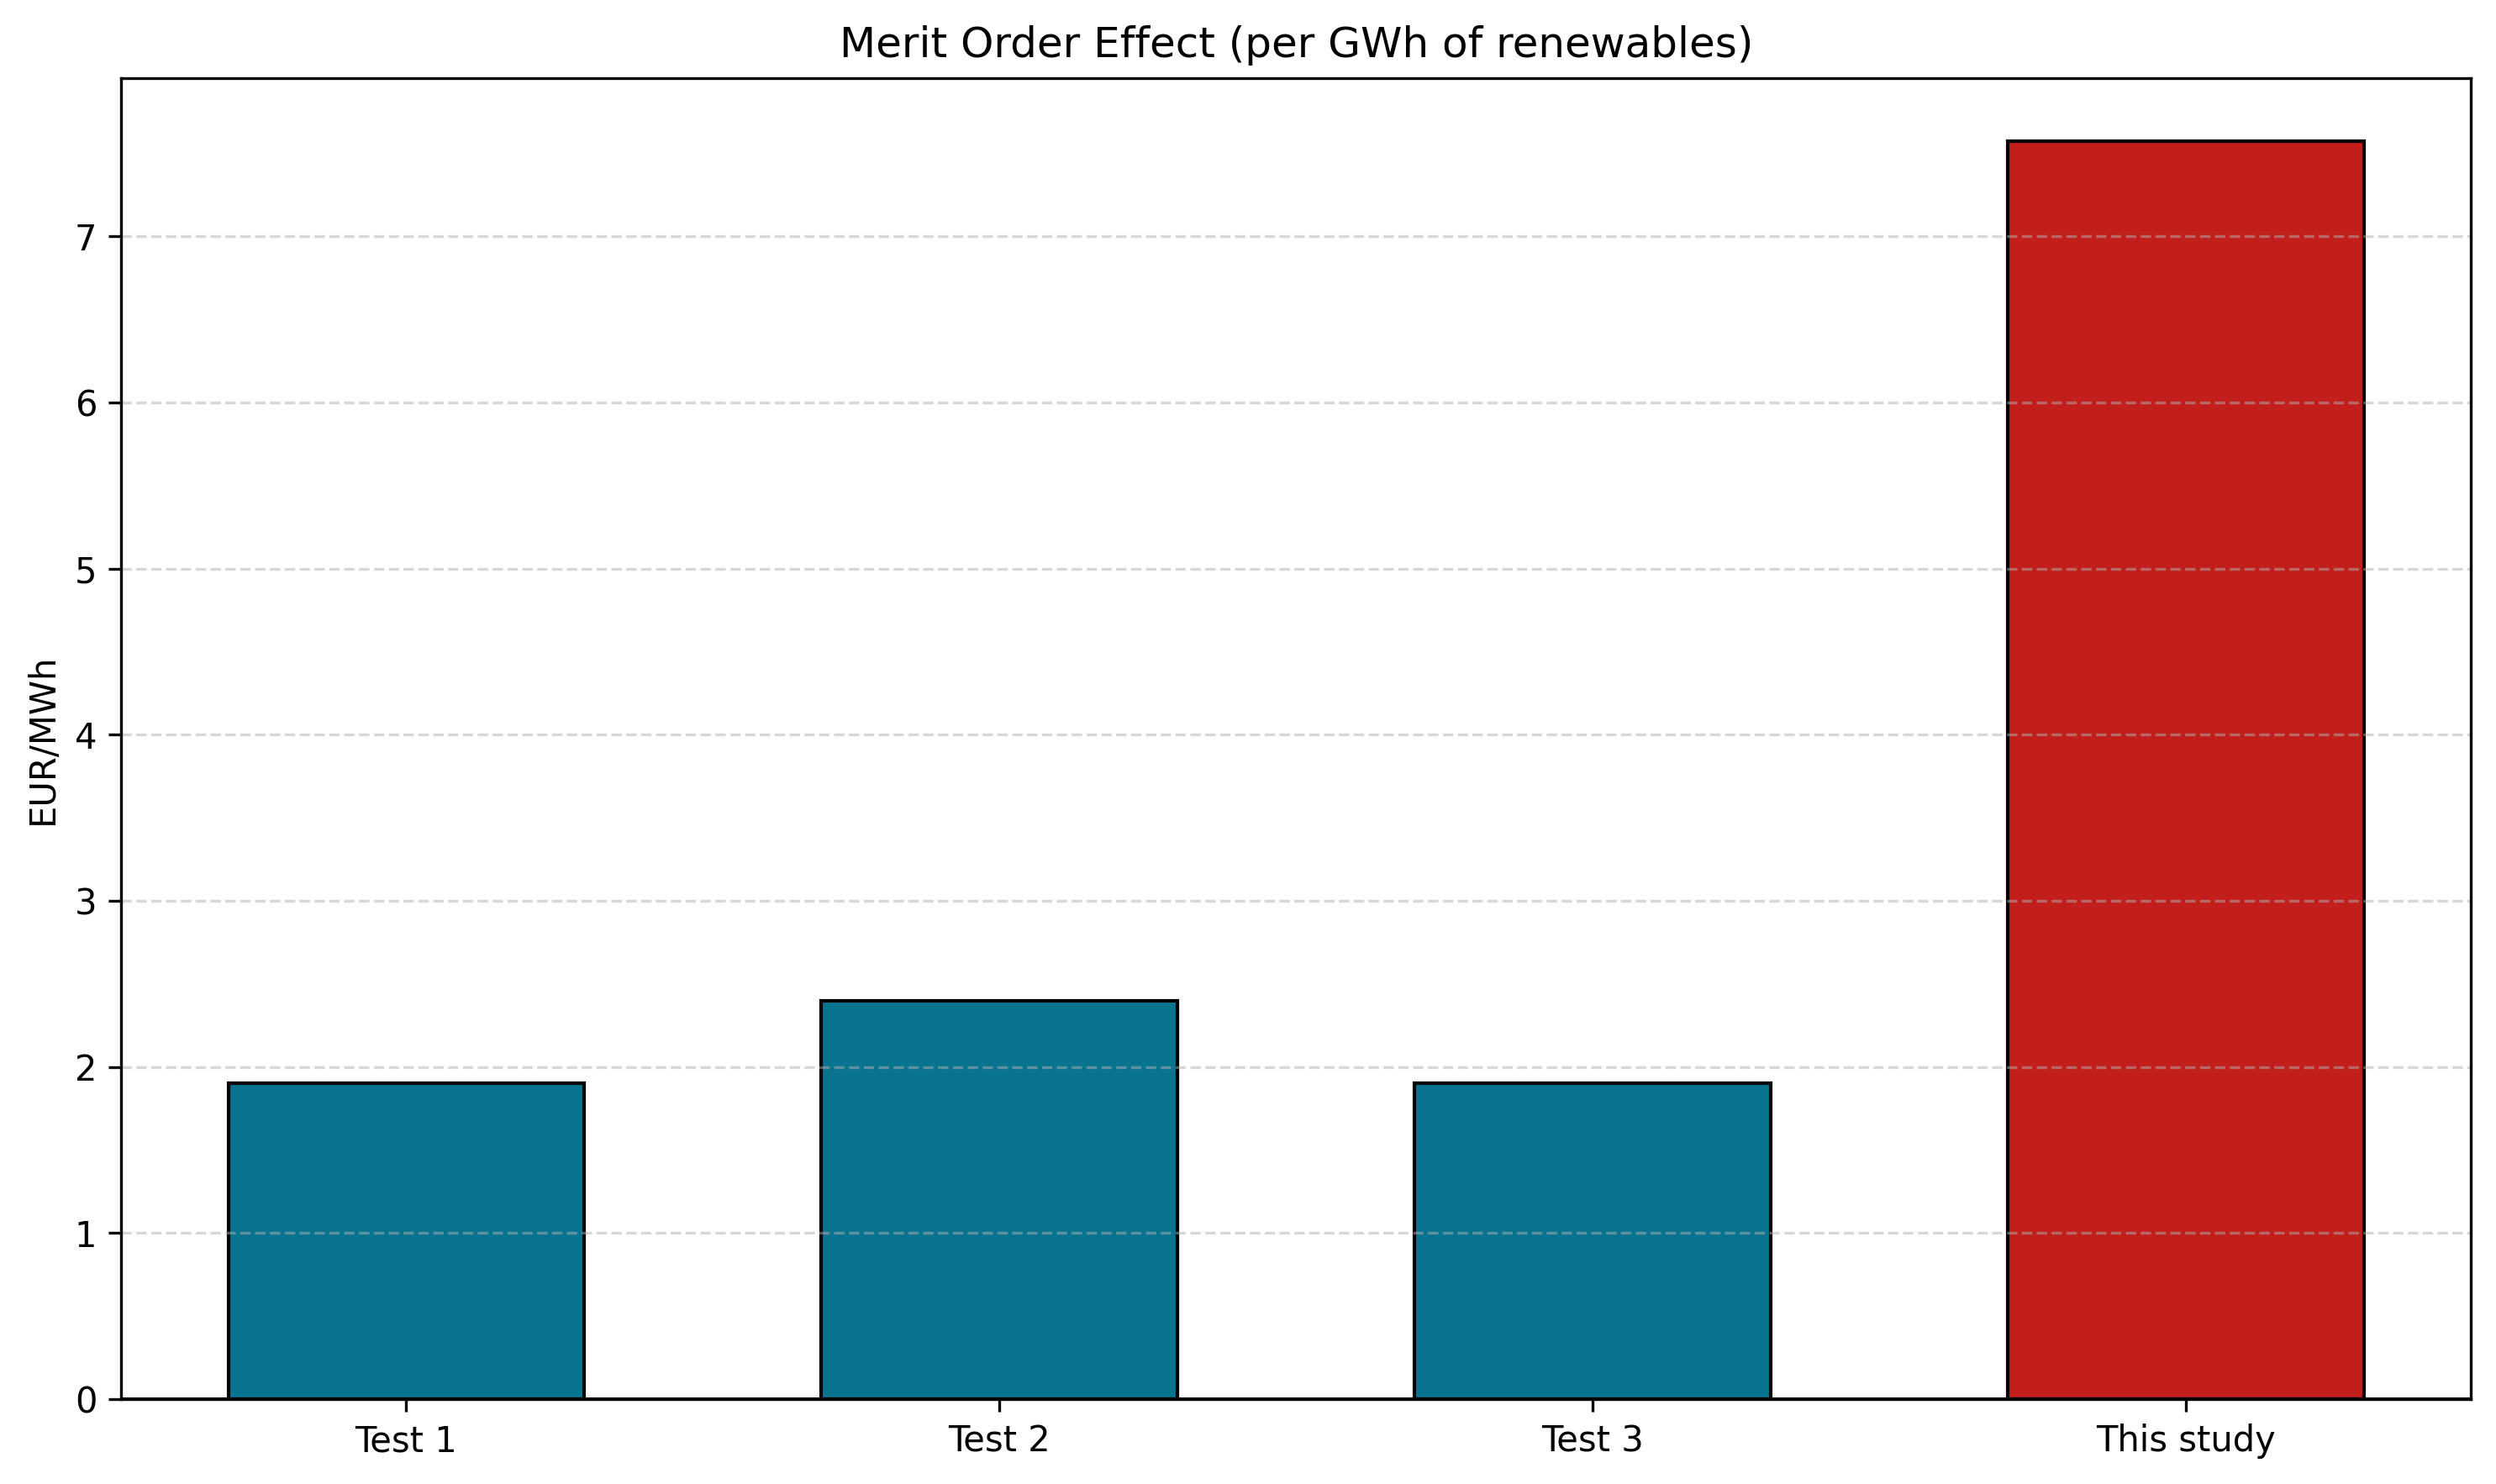 Merit Order Effect (per GWh of renewables)
EUR/MWh
7
6
5
4
3
2
1
0
Test 1
Test 2
Test 3
This study